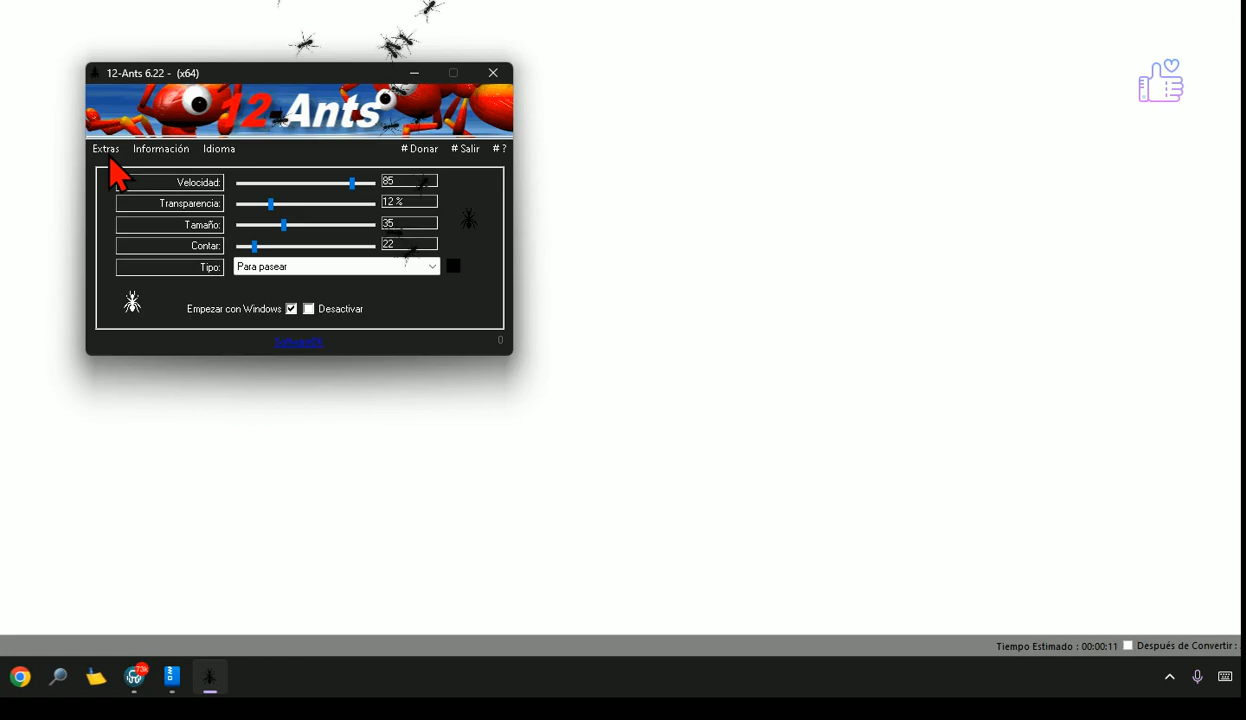 12-Ants 6.22 - (x64)
12-Ants
Extras Información Idioma # Donar # Salir # ?
Velocidad: 85
Transparencia: 12 %
Tamaño: 35
Contar: 22
Tipo: Para pasear
Empezar con Windows Desactivar
SoftwareOK 0
Tiempo Estimado : 00:00:11 Después de Convertir :
73k